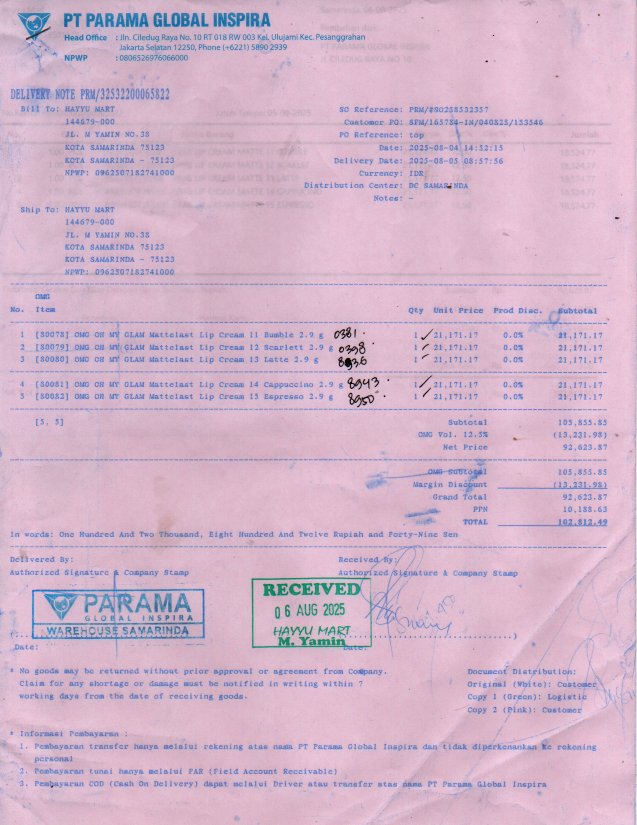 PT PARAMA GLOBAL INSPIRA
Head Office : Jln. Ciledug Raya No. 10 RT 018 RW 003 Kel, Ulujami Kec. Pesanggrahan
Jakarta Selatan 12250, Phone (+6221) 5890 2939
NPWP : 0806526976066000
DELIVERY NOTE PRM/32532200065822
Bill To: HAYYU MART
144679-000
JL. M YAMIN NO.38
KOTA SAMARINDA 75123
KOTA SAMARINDA - 75123
NPWP: 0962507182741000
SO Reference: PRM/#SO258532357
Customer PO: SFM/165784-IN/040825/153546
PO Reference: top
Date: 2025-08-04 14:52:15
Delivery Date: 2025-08-05 08:57:56
Currency: IDR
Distribution Center: DC SAMARINDA
Notes: -
Ship To: HAYYU MART
144679-000
JL. M YAMIN NO.38
KOTA SAMARINDA 75123
KOTA SAMARINDA - 75123
NPWP: 0962507182741000
OMG
No. Item Qty Unit Price Prod Disc. Subtotal
1 [80078] OMG OH MY GLAM Mattelast Lip Cream 11 Bumble 2.9 g 0381 1 21,171.17 0.0% 21,171.17
2 [80079] OMG OH MY GLAM Mattelast Lip Cream 12 Scarlett 2.9 g 0398 1 21,171.17 0.0% 21,171.17
3 [80080] OMG OH MY GLAM Mattelast Lip Cream 13 Latte 2.9 g 8936 1 21,171.17 0.0% 21,171.17
4 [80081] OMG OH MY GLAM Mattelast Lip Cream 14 Cappuccino 2.9 g 8943 1 21,171.17 0.0% 21,171.17
5 [80082] OMG OH MY GLAM Mattelast Lip Cream 15 Espresso 2.9 g 8950 1 21,171.17 0.0% 21,171.17
[5, 5]
Subtotal 105,855.85
OMG Vol. 12.5% (13,231.98)
Net Price 92,623.87
OMG Subtotal 105,855.85
Margin Discount (13,231.98)
Grand Total 92,623.87
PPN 10,188.63
TOTAL 102,812.49
In words: One Hundred And Two Thousand, Eight Hundred And Twelve Rupiah and Forty-Nine Sen
Delivered By: Received By:
Authorized Signature & Company Stamp Authorized Signature & Company Stamp
PARAMA
GLOBAL INSPIRA
WAREHOUSE SAMARINDA
RECEIVED
06 AUG 2025
HAYYU MART
M. Yamin
Date: Date:
* No goods may be returned without prior approval or agreement from Company.
Claim for any shortage or damage must be notified in writing within 7
working days from the date of receiving goods.
Document Distribution:
Original (White): Customer
Copy 1 (Green): Logistic
Copy 2 (Pink): Customer
* Informasi Pembayaran :
1. Pembayaran transfer hanya melalui rekening atas nama PT Parama Global Inspira dan tidak diperkenankan ke rekening
personal
2. Pembayaran tunai hanya melalui FAR (Field Account Receivable)
3. Pembayaran COD (Cash On Delivery) dapat melalui Driver atau transfer atas nama PT Parama Global Inspira